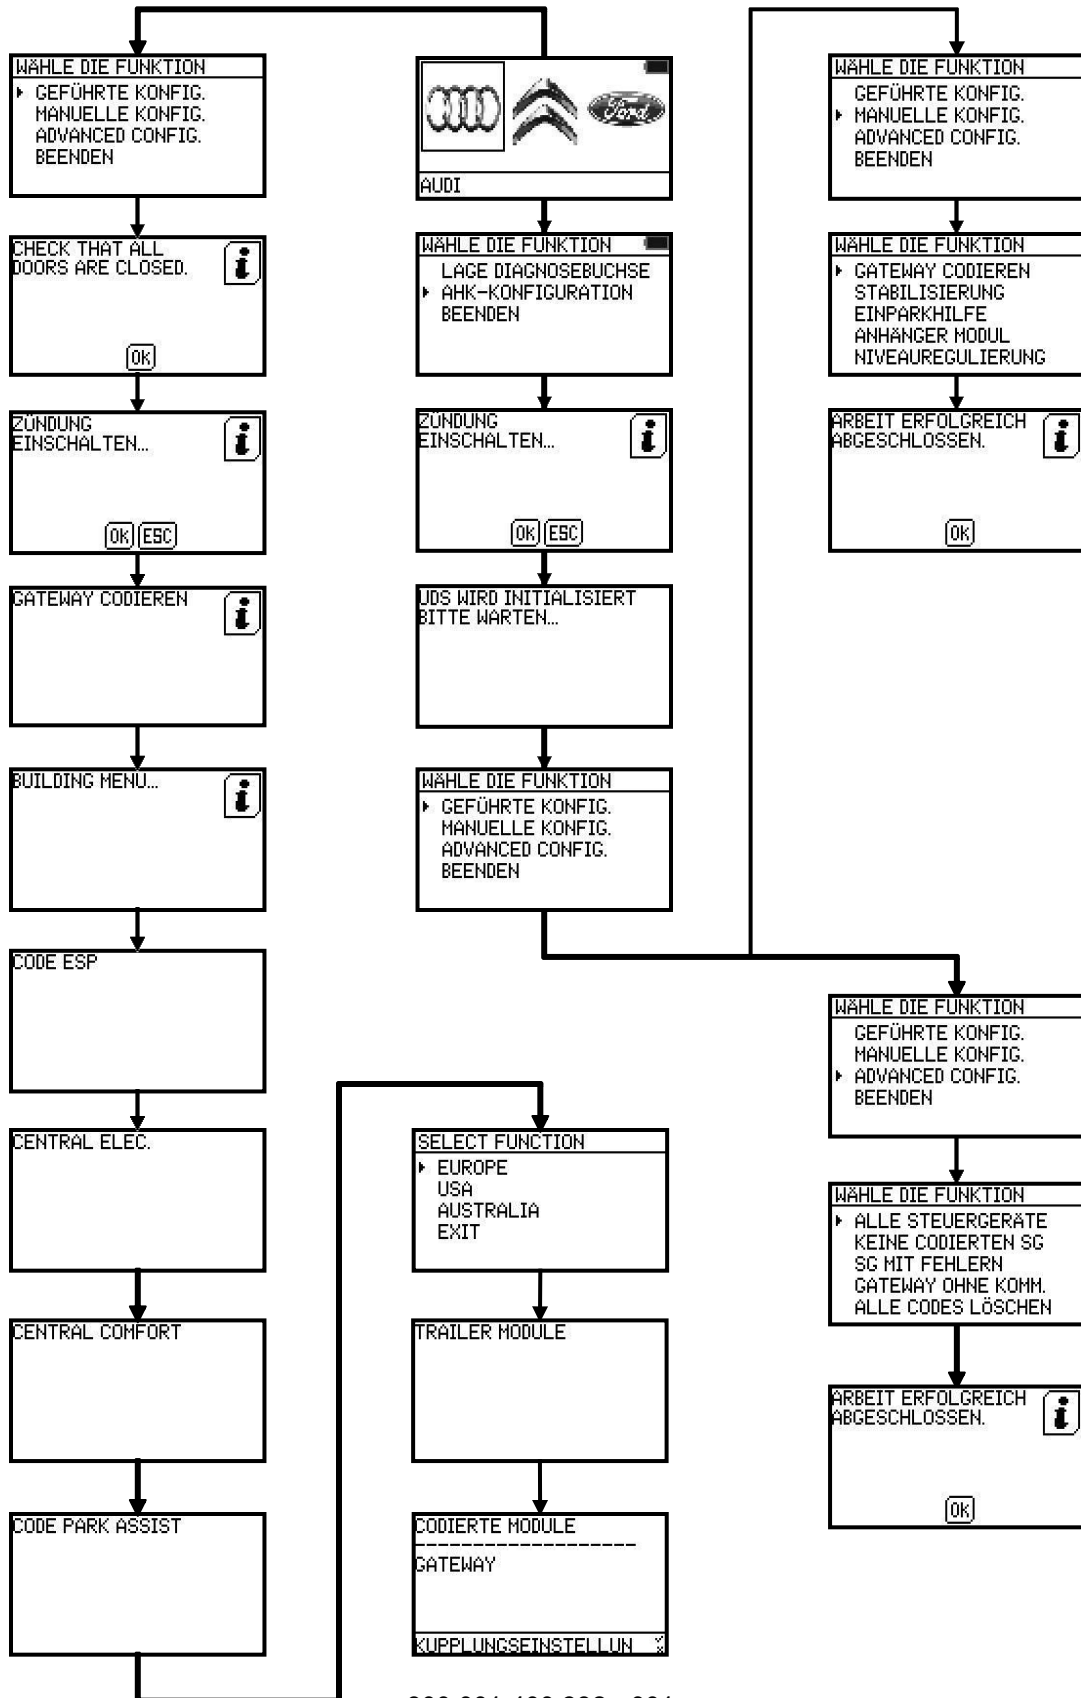 WÄHLE DIE FUNKTION
GEFÜHRTE KONFIG.
MANUELLE KONFIG.
ADVANCED CONFIG.
BEENDEN
CHECK THAT ALL
DOORS ARE CLOSED.
OK
ZÜNDUNG
EINSCHALTEN...
OK ESC
GATEWAY CODIEREN
BUILDING MENU...
CODE ESP
CENTRAL ELEC.
CENTRAL COMFORT
CODE PARK ASSIST
Ford
AUDI
WÄHLE DIE FUNKTION
LAGE DIAGNOSEBUCHSE
AHK-KONFIGURATION
BEENDEN
ZÜNDUNG
EINSCHALTEN...
OK ESC
UDS WIRD INITIALISIERT
BITTE WARTEN...
WÄHLE DIE FUNKTION
GEFÜHRTE KONFIG.
MANUELLE KONFIG.
ADVANCED CONFIG.
BEENDEN
SELECT FUNCTION
EUROPE
USA
AUSTRALIA
EXIT
TRAILER MODULE
CODIERTE MODULE
--------------------
GATEWAY
KUPPLUNGSEINSTELLUN
WÄHLE DIE FUNKTION
GEFÜHRTE KONFIG.
MANUELLE KONFIG.
ADVANCED CONFIG.
BEENDEN
WÄHLE DIE FUNKTION
GATEWAY CODIEREN
STABILISIERUNG
EINPARKHILFE
ANHÄNGER MODUL
NIVEAUREGULIERUNG
ARBEIT ERFOLGREICH
ABGESCHLOSSEN.
OK
WÄHLE DIE FUNKTION
GEFÜHRTE KONFIG.
MANUELLE KONFIG.
ADVANCED CONFIG.
BEENDEN
WÄHLE DIE FUNKTION
ALLE STEUERGERÄTE
KEINE CODIERTEN SG
SG MIT FEHLERN
GATEWAY OHNE KOMM.
ALLE CODES LÖSCHEN
ARBEIT ERFOLGREICH
ABGESCHLOSSEN.
OK